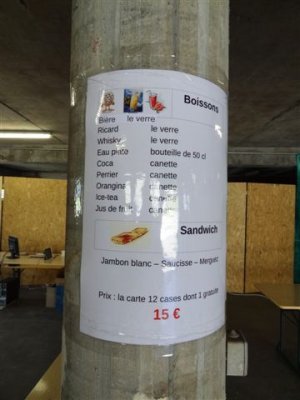 Boissons
Bière le verre
Ricard le verre
Whisky le verre
Eau plate bouteille de 50 cl
Coca canette
Perrier canette
Orangina canette
Ice-tea canette
Jus de fruit canette
Sandwich
Jambon blanc – Saucisse – Merguez
Prix : la carte 12 cases dont 1 gratuite
15 €